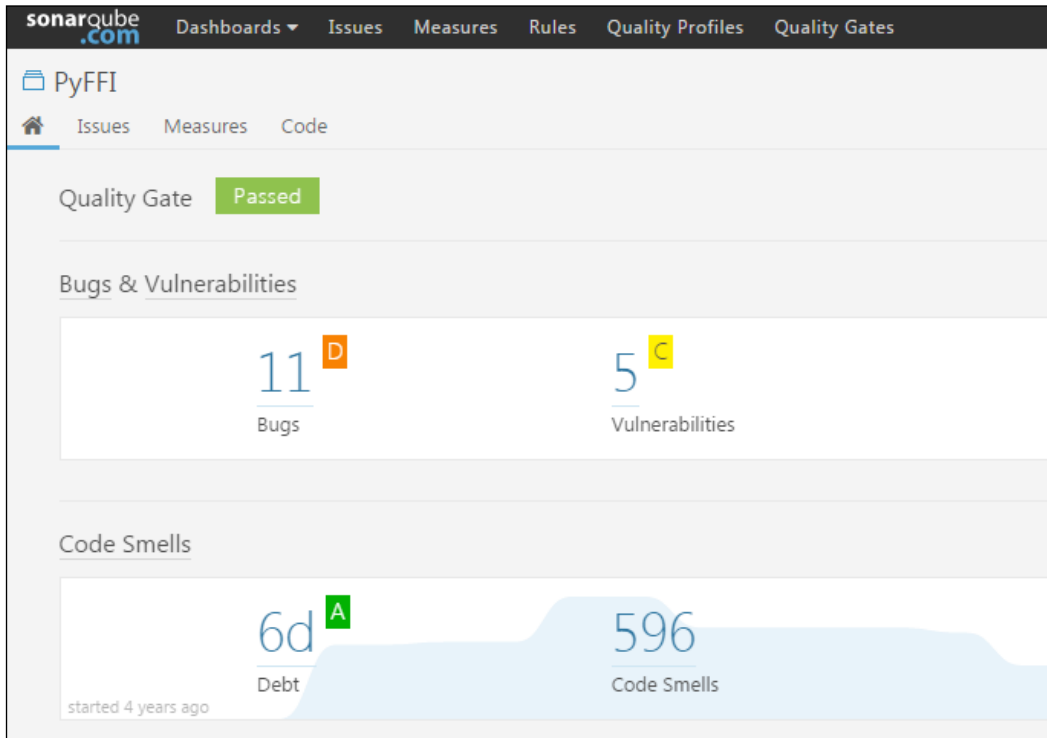 sonarqube
.com
Dashboards Issues Measures Rules Quality Profiles Quality Gates
PyFFI
Issues Measures Code
Quality Gate Passed
Bugs & Vulnerabilities
11 D 5 C
Bugs Vulnerabilities
Code Smells
6d A 596
Debt Code Smells
started 4 years ago